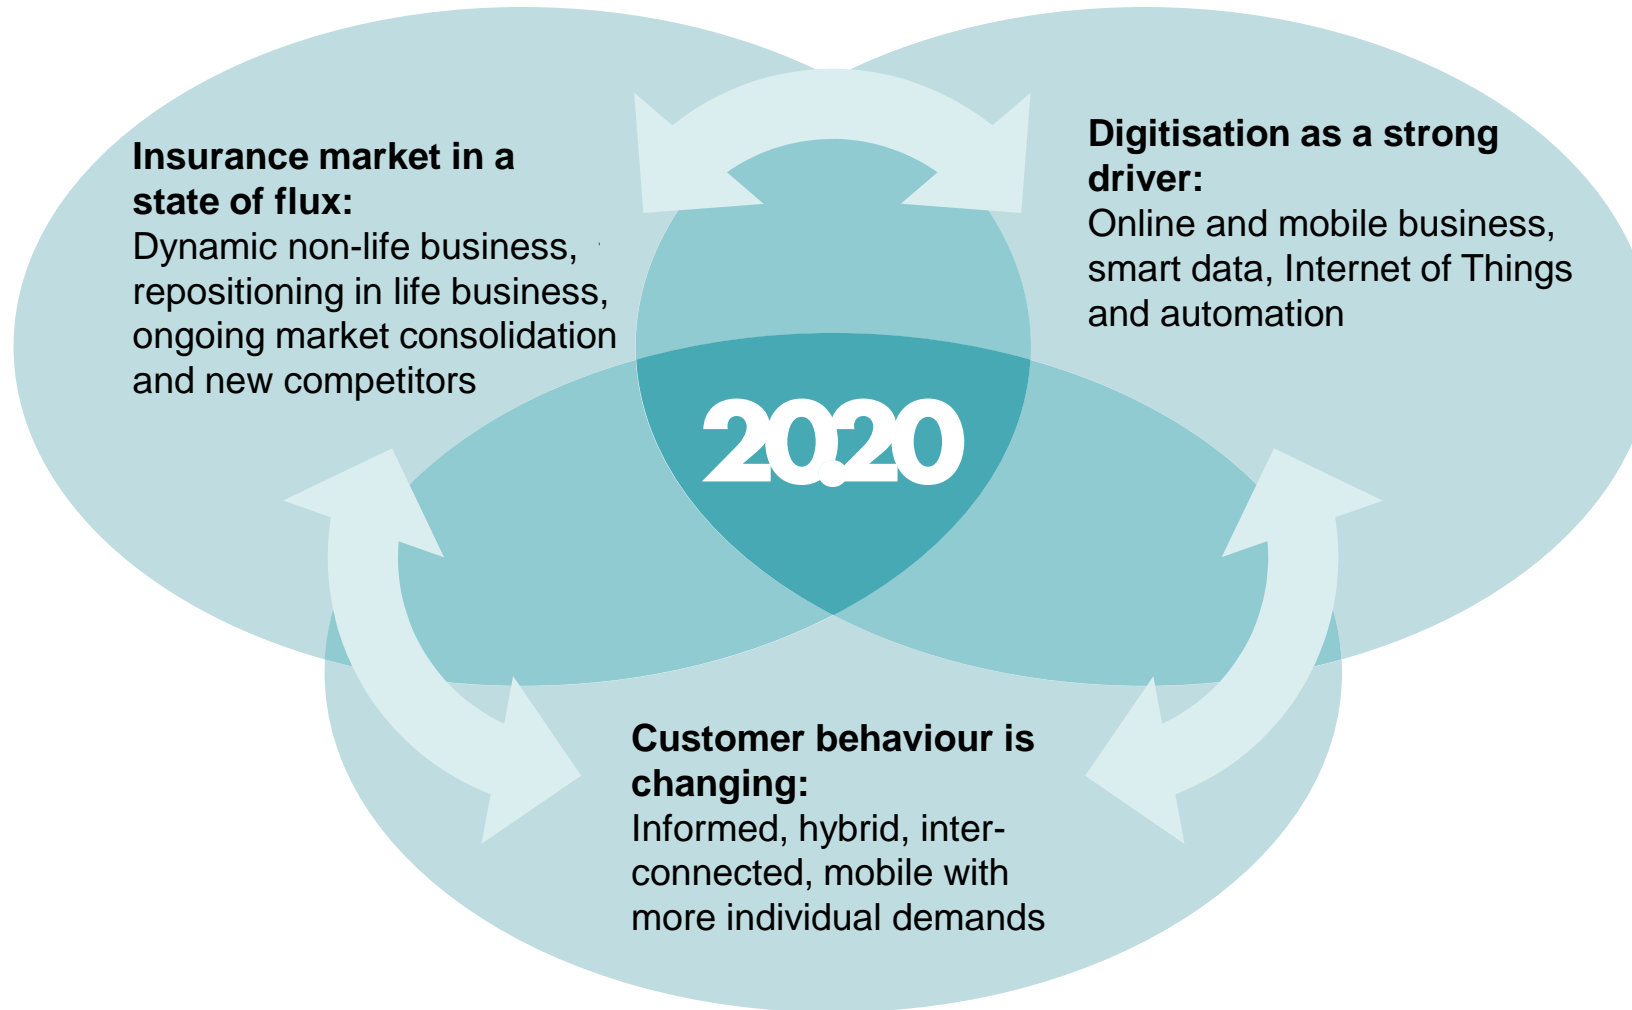 Insurance market in a
state of flux:
Dynamic non-life business,
repositioning in life business,
ongoing market consolidation
and new competitors
Digitisation as a strong
driver:
Online and mobile business,
smart data, Internet of Things
and automation
20.20
Customer behaviour is
changing:
Informed, hybrid, inter-
connected, mobile with
more individual demands